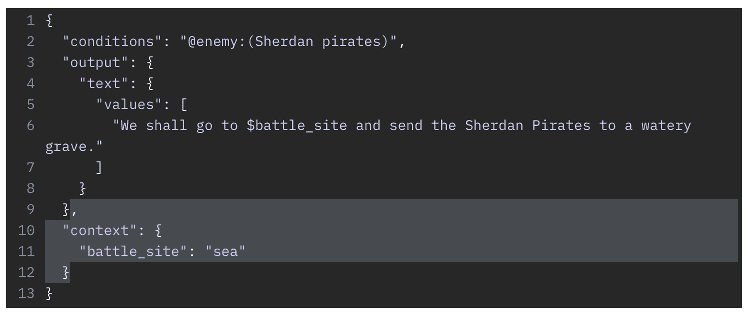 1 {
2   "conditions": "@enemy:(Sherdan pirates)",
3   "output": {
4     "text": {
5       "values": [
6         "We shall go to $battle_site and send the Sherdan Pirates to a watery
grave."
7       ]
8     }
9   },
10   "context": {
11     "battle_site": "sea"
12   }
13 }